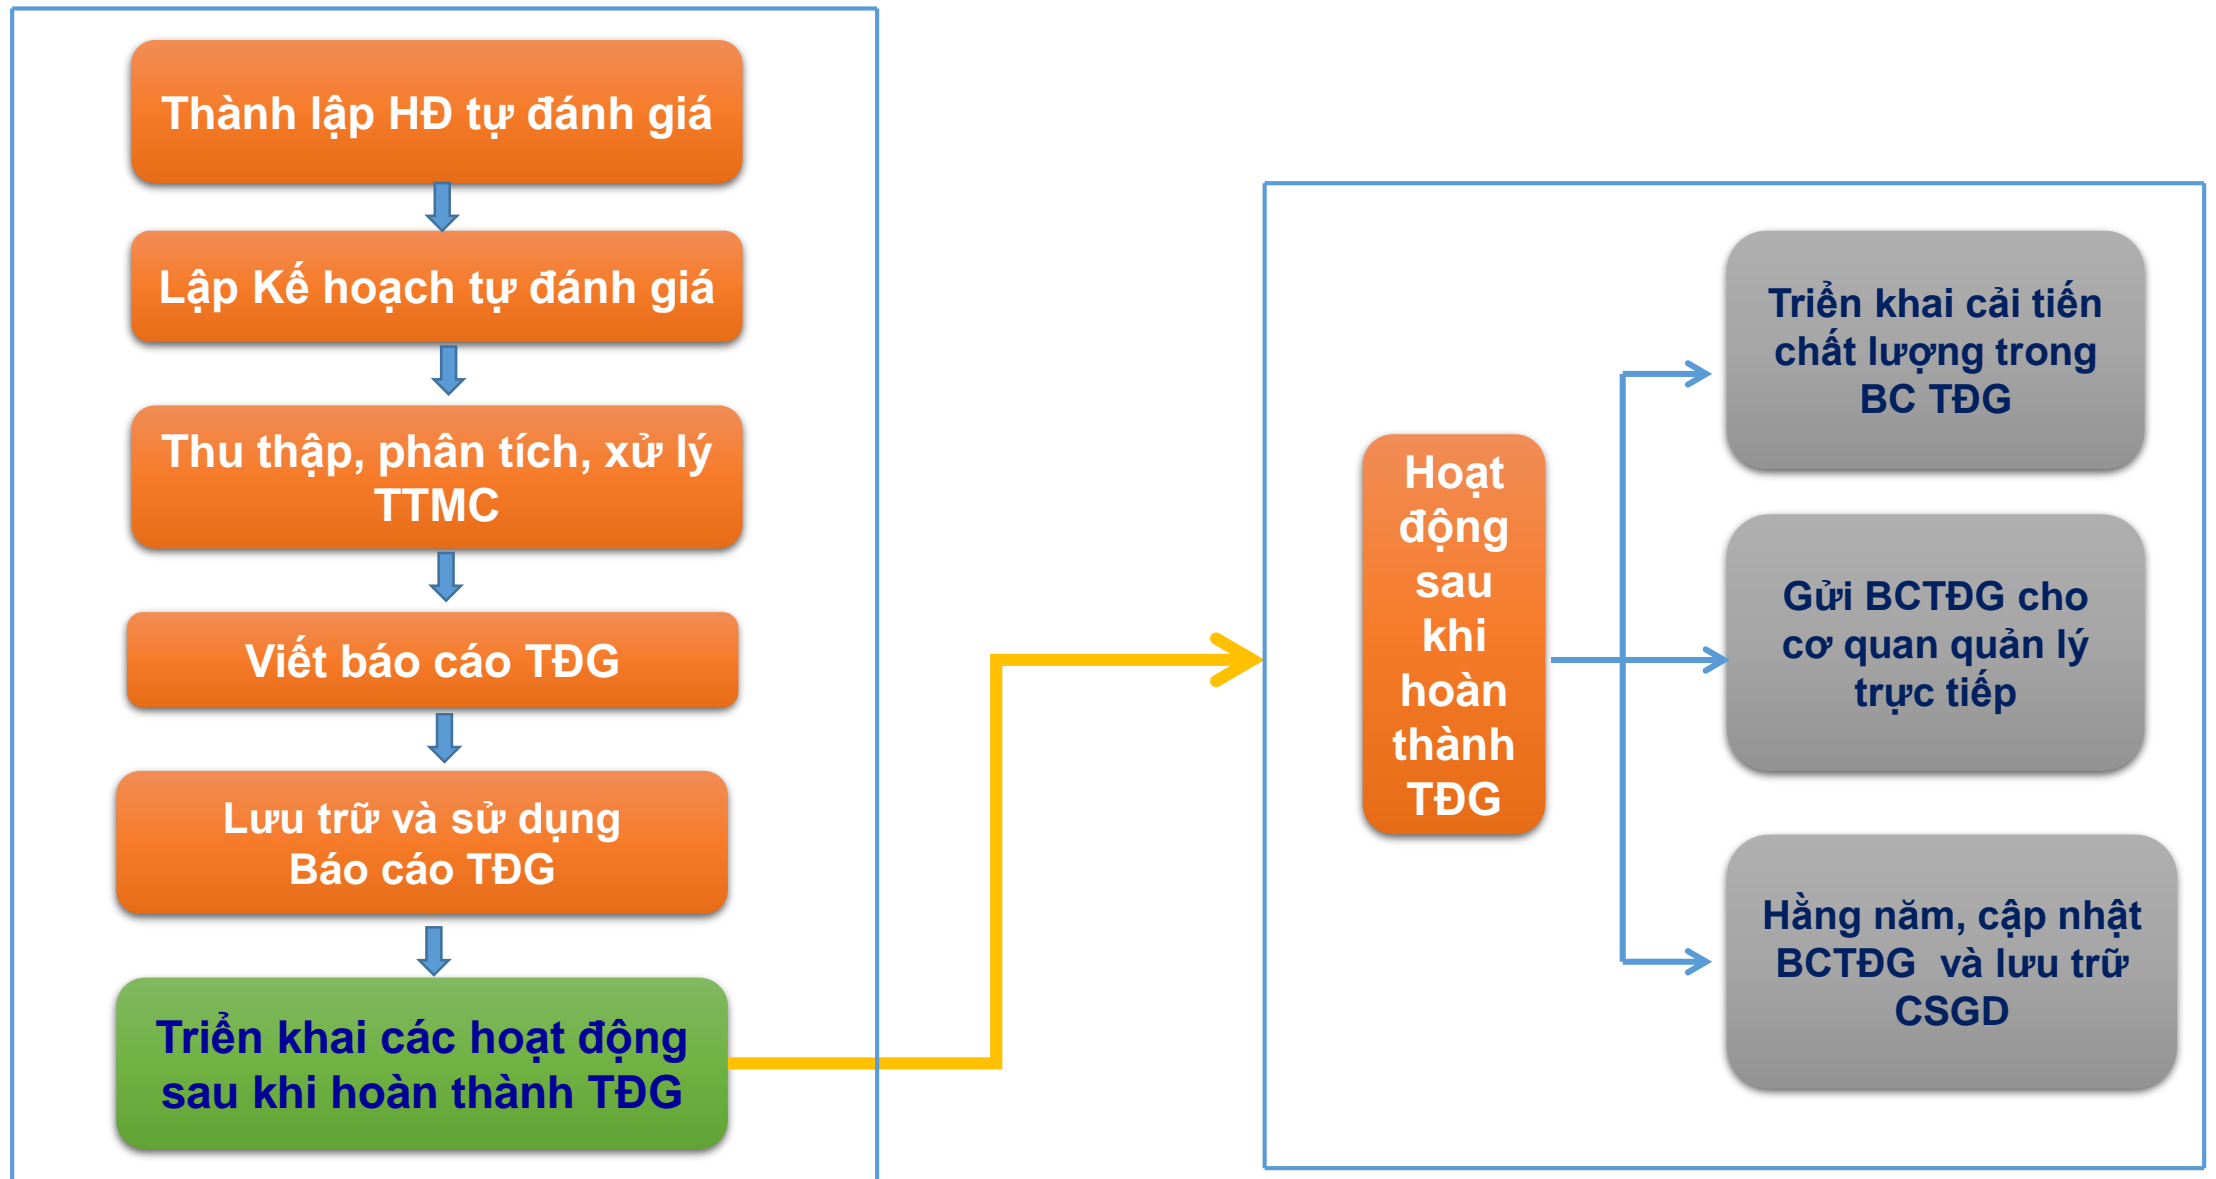 Thành lập HĐ tự đánh giá
Lập Kế hoạch tự đánh giá
Thu thập, phân tích, xử lý
TTMC
Viết báo cáo TĐG
Lưu trữ và sử dụng
Báo cáo TĐG
Triển khai các hoạt động
sau khi hoàn thành TĐG
Hoạt
động
sau
khi
hoàn
thành
TĐG
Triển khai cải tiến
chất lượng trong
BC TĐG
Gửi BCTĐG cho
cơ quan quản lý
trực tiếp
Hằng năm, cập nhật
BCTĐG  và lưu trữ
CSGD